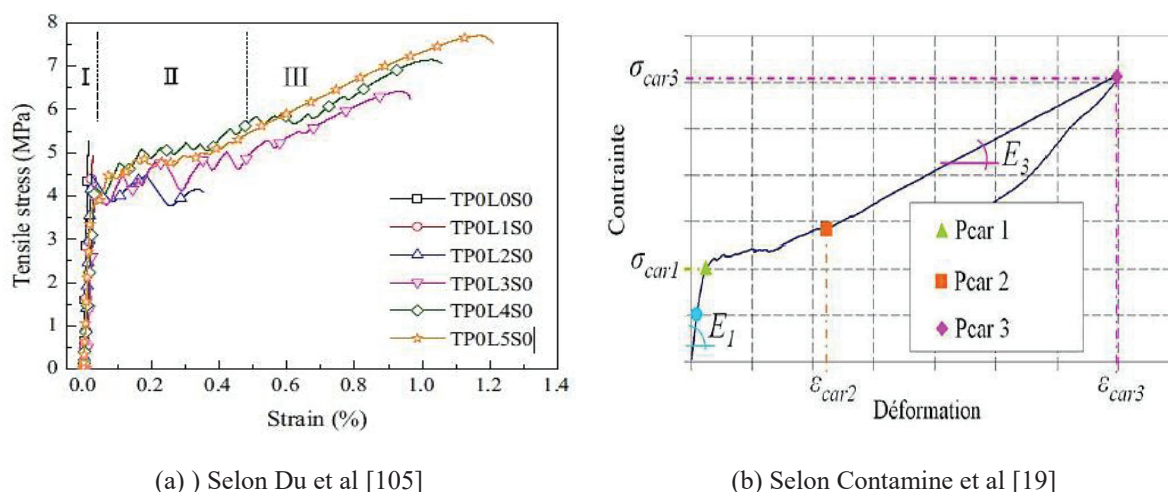 8
7
6
5
4
3
2
1
0
Tensile stress (MPa)
I
II
III
TP0L0S0
TP0L1S0
TP0L2S0
TP0L3S0
TP0L4S0
TP0L5S0
0.0 0.2 0.4 0.6 0.8 1.0 1.2 1.4
Strain (%)
(a) ) Selon Du et al [105]
σcar3
Contrainte
σcar1
E1
E3
Pcar 1
Pcar 2
Pcar 3
εcar2
εcar3
Déformation
(b) Selon Contamine et al [19]